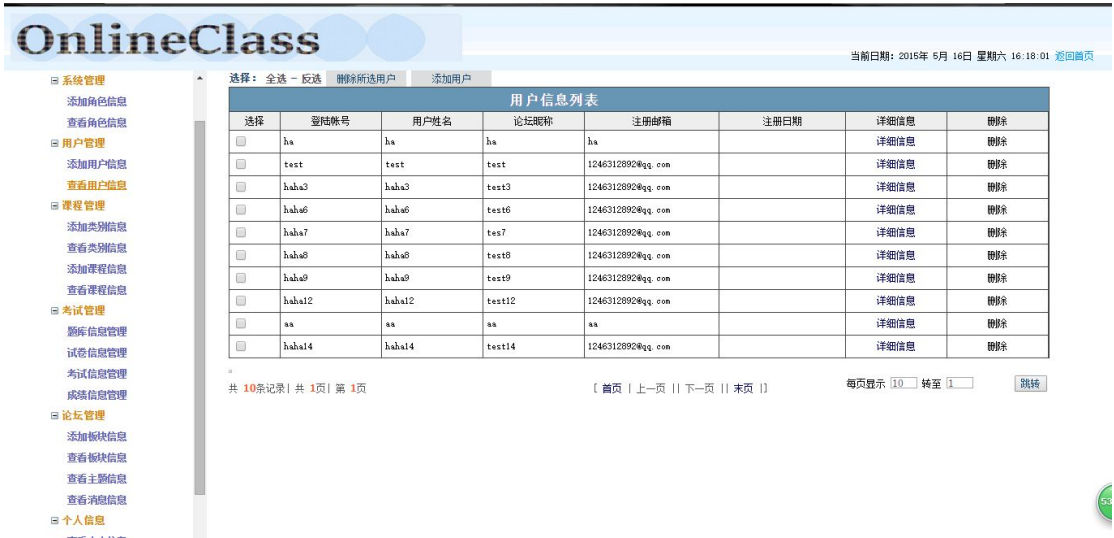 OnlineClass
当前日期: 2015年 5月 16日 星期六 16:18:01 返回首页
系统管理
添加角色信息
查看角色信息
用户管理
添加用户信息
查看用户信息
课程管理
添加类别信息
查看类别信息
添加课程信息
查看课程信息
考试管理
题库信息管理
试卷信息管理
考试信息管理
成绩信息管理
论坛管理
添加板块信息
查看板块信息
查看主题信息
查看消息信息
个人信息
选择: 全选 - 反选 删除所选用户 添加用户
用户信息列表
选择 登陆帐号 用户姓名 论坛昵称 注册邮箱 注册日期 详细信息 删除
ha ha ha ha 详细信息 删除
test test test 1246312892@qq.com 详细信息 删除
haha3 haha3 test3 1246312892@qq.com 详细信息 删除
haha6 haha6 test6 1246312892@qq.com 详细信息 删除
haha7 haha7 tes7 1246312892@qq.com 详细信息 删除
haha8 haha8 test8 1246312892@qq.com 详细信息 删除
haha9 haha9 test9 1246312892@qq.com 详细信息 删除
haha12 haha12 test12 1246312892@qq.com 详细信息 删除
aa aa aa aa 详细信息 删除
haha14 haha14 test14 1246312892@qq.com 详细信息 删除
共 10条记录| 共 1页| 第 1页 [ 首页 | 上一页 || 下一页 || 末页 |] 每页显示 10 转至 1 跳转
53